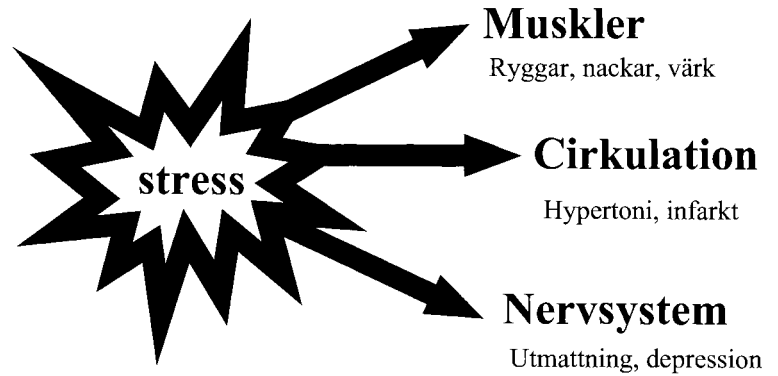 Muskler
Ryggar, nackar, värk
stress
Cirkulation
Hypertoni, infarkt
Nervsystem
Utmattning, depression